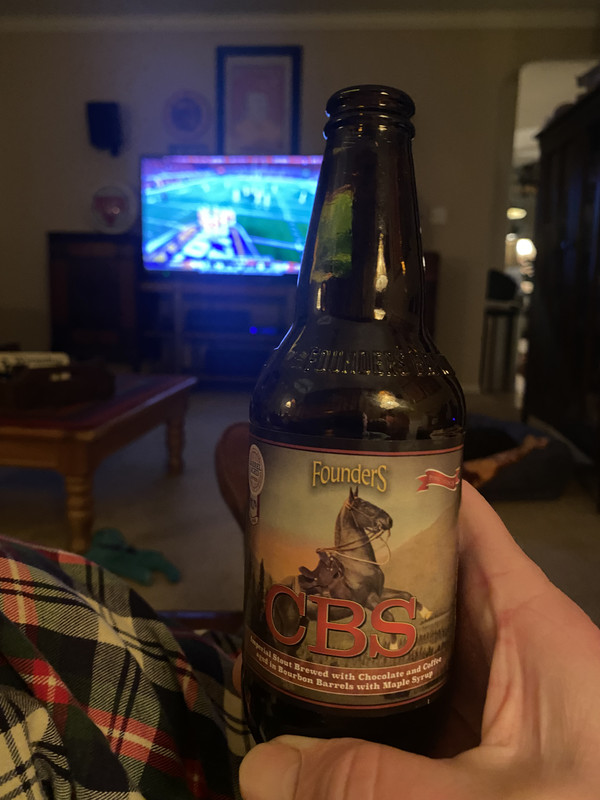 FOUNDERS
FounderS
CBS
Imperial Stout Brewed with Chocolate and Coffee
aged in Bourbon Barrels with Maple Syrup